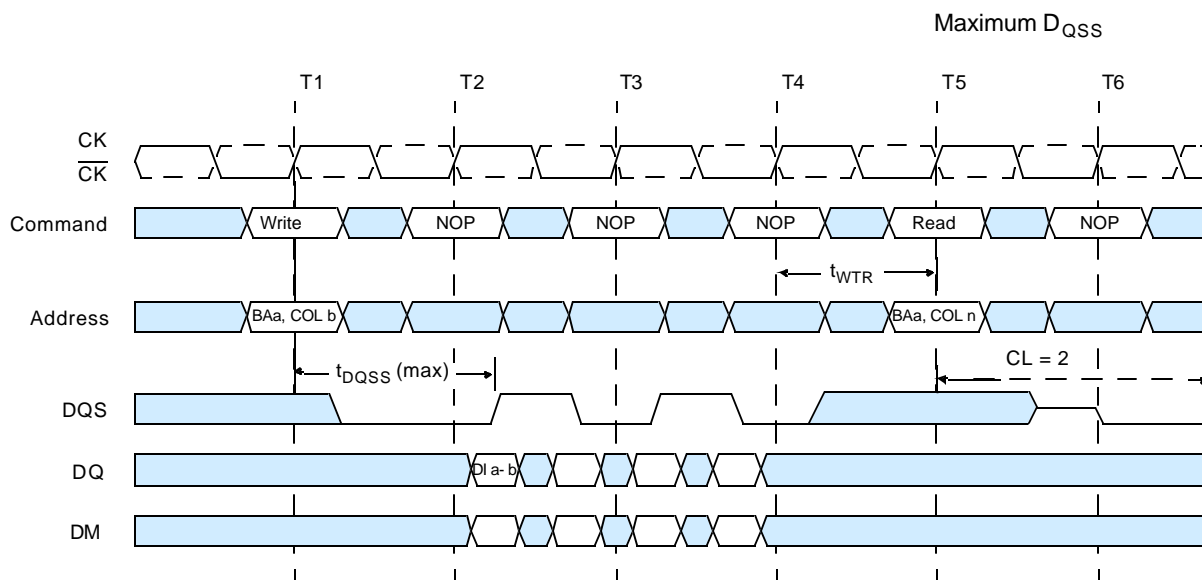 Maximum DQSS
T1 T2 T3 T4 T5 T6
CK
CK
Command Write NOP NOP NOP Read NOP
tWTR
Address BAa, COL b BAa, COL n
tDQSS (max) CL = 2
DQS
DQ DI a- b
DM